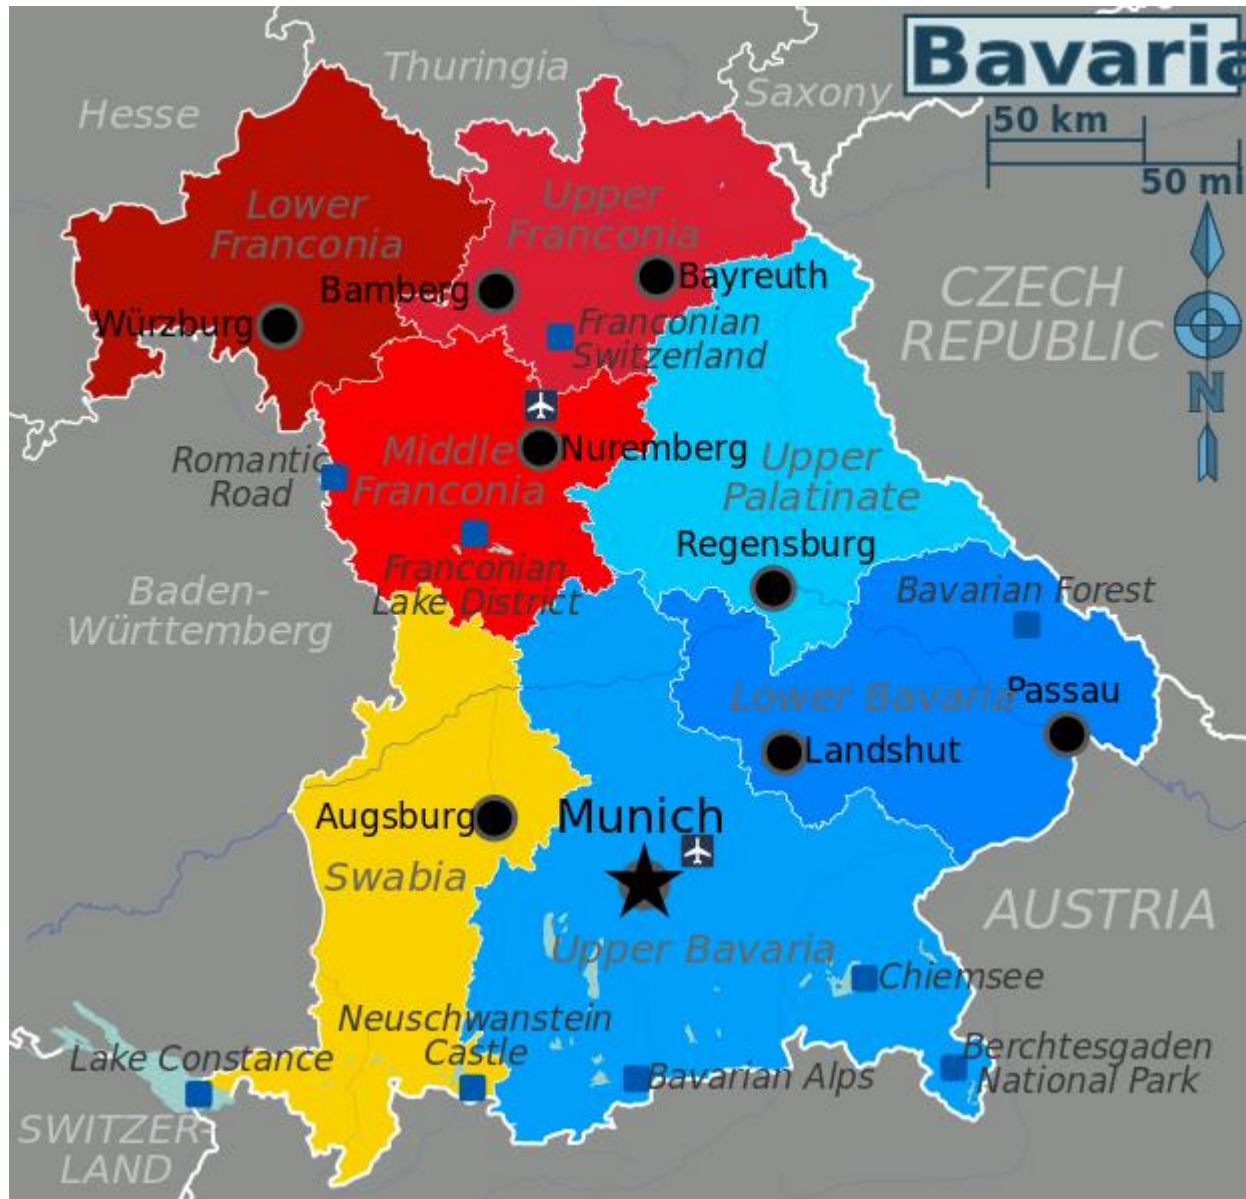 Bavaria
Thuringia
Saxony
Hesse
50 km
50 mi
Lower
Franconia
Upper
Franconia
Bamberg
Bayreuth
CZECH
REPUBLIC
Würzburg
Franconian
Switzerland
N
Romantic
Road
Middle
Franconia
Nuremberg
Upper
Palatinate
Regensburg
Franconian
Lake District
Baden-
Württemberg
Bavarian Forest
Lower Bavaria
Passau
Landshut
Augsburg
Munich
Swabia
AUSTRIA
Upper Bavaria
Chiemsee
Neuschwanstein
Castle
Lake Constance
Bavarian Alps
Berchtesgaden
National Park
SWITZER-
LAND